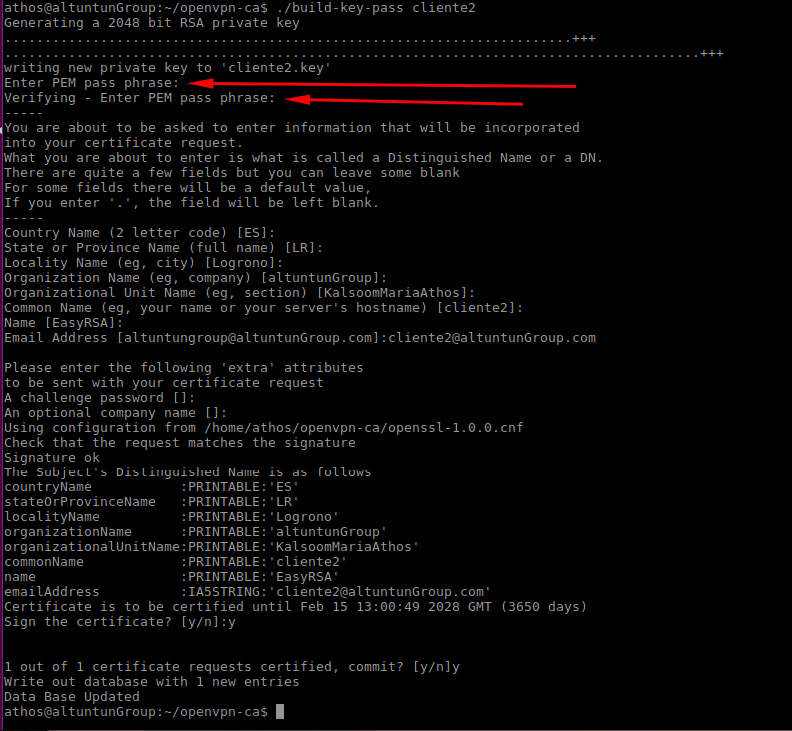 athos@altuntunGroup:~/openvpn-ca$ ./build-key-pass cliente2
Generating a 2048 bit RSA private key
.......................................................................+++
.......................................................................................+++
writing new private key to 'cliente2.key'
Enter PEM pass phrase:
Verifying - Enter PEM pass phrase:
-----
You are about to be asked to enter information that will be incorporated
into your certificate request.
What you are about to enter is what is called a Distinguished Name or a DN.
There are quite a few fields but you can leave some blank
For some fields there will be a default value,
If you enter '.', the field will be left blank.
-----
Country Name (2 letter code) [ES]:
State or Province Name (full name) [LR]:
Locality Name (eg, city) [Logrono]:
Organization Name (eg, company) [altuntunGroup]:
Organizational Unit Name (eg, section) [KalsoomMariaAthos]:
Common Name (eg, your name or your server's hostname) [cliente2]:
Name [EasyRSA]:
Email Address [altuntungroup@altuntunGroup.com]:cliente2@altuntunGroup.com
Please enter the following 'extra' attributes
to be sent with your certificate request
A challenge password []:
An optional company name []:
Using configuration from /home/athos/openvpn-ca/openssl-1.0.0.cnf
Check that the request matches the signature
Signature ok
The Subject's Distinguished Name is as follows
countryName           :PRINTABLE:'ES'
stateOrProvinceName   :PRINTABLE:'LR'
localityName          :PRINTABLE:'Logrono'
organizationName      :PRINTABLE:'altuntunGroup'
organizationalUnitName:PRINTABLE:'KalsoomMariaAthos'
commonName            :PRINTABLE:'cliente2'
name                  :PRINTABLE:'EasyRSA'
emailAddress          :IA5STRING:'cliente2@altuntunGroup.com'
Certificate is to be certified until Feb 15 13:00:49 2028 GMT (3650 days)
Sign the certificate? [y/n]:y
1 out of 1 certificate requests certified, commit? [y/n]y
Write out database with 1 new entries
Data Base Updated
athos@altuntunGroup:~/openvpn-ca$